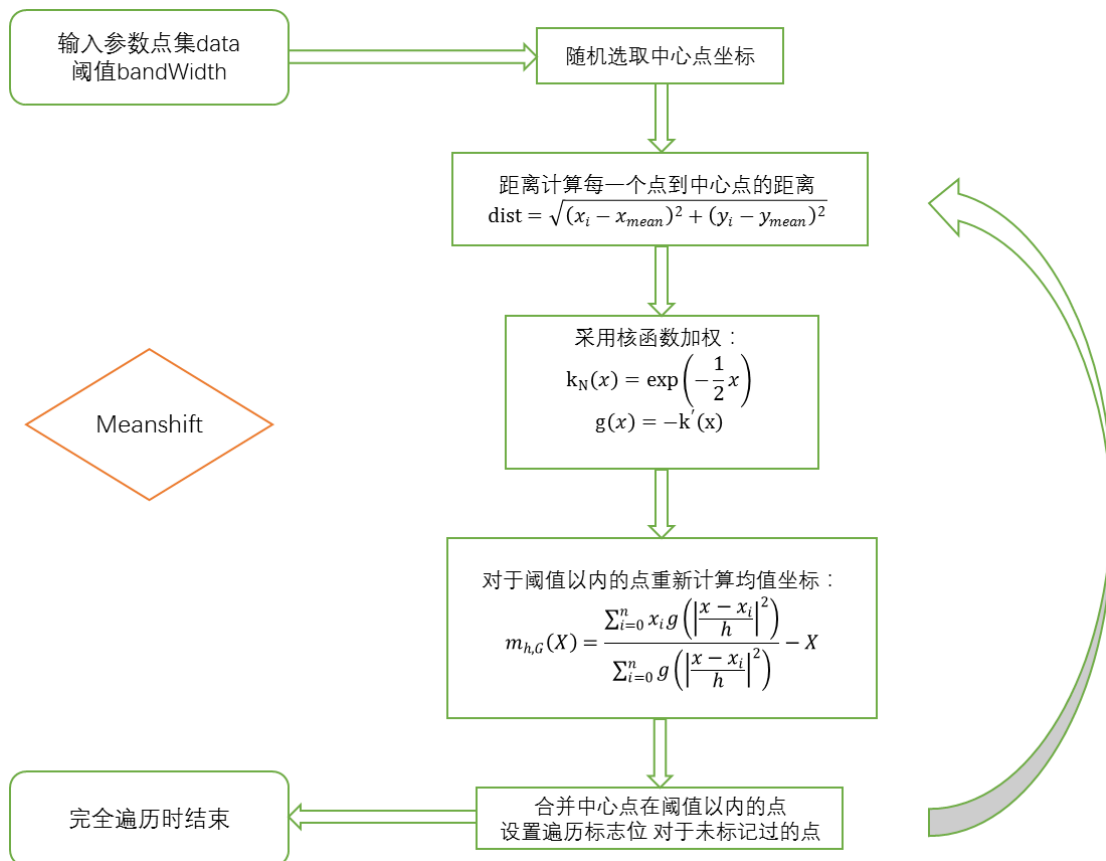 输入参数点集data
阈值bandWidth
随机选取中心点坐标
距离计算每一个点到中心点的距离
dist = √((x_i − x_mean)² + (y_i − y_mean)²)
采用核函数加权：
k_N(x) = exp(−1/2 x)
g(x) = −k′(x)
Meanshift
对于阈值以内的点重新计算均值坐标：
m_{h,G}(X) = (∑_{i=0}^{n} x_i g(|(x − x_i)/h|²)) / (∑_{i=0}^{n} g(|(x − x_i)/h|²)) − X
合并中心点在阈值以内的点
设置遍历标志位 对于未标记过的点
完全遍历时结束